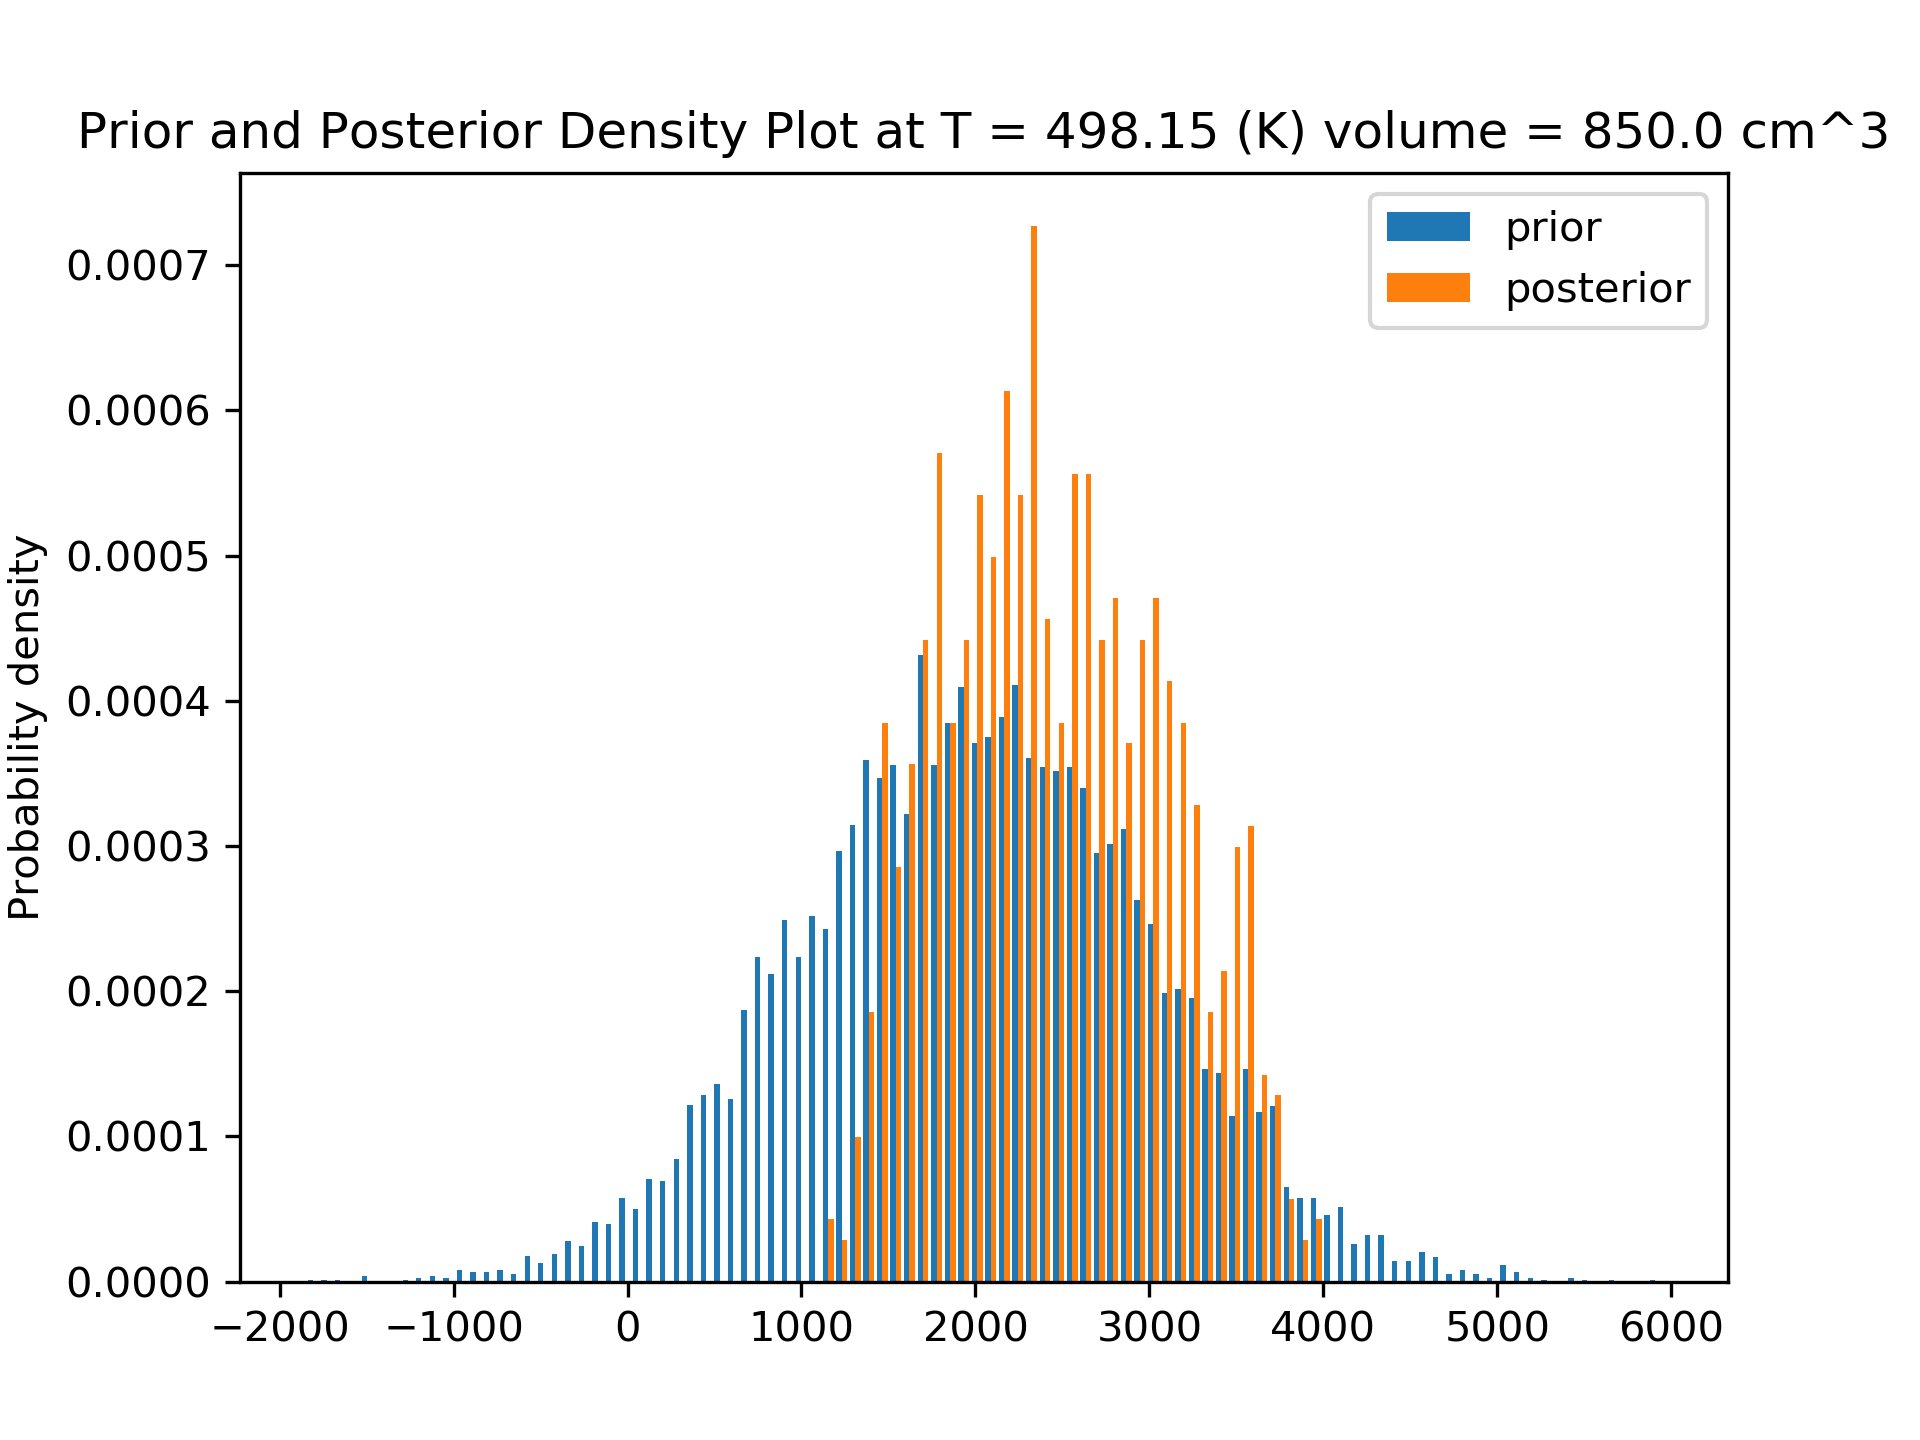 Prior and Posterior Density Plot at T = 498.15 (K) volume = 850.0 cm^3
prior
posterior
Probability density
0.0007
0.0006
0.0005
0.0004
0.0003
0.0002
0.0001
0.0000
−2000 −1000 0 1000 2000 3000 4000 5000 6000